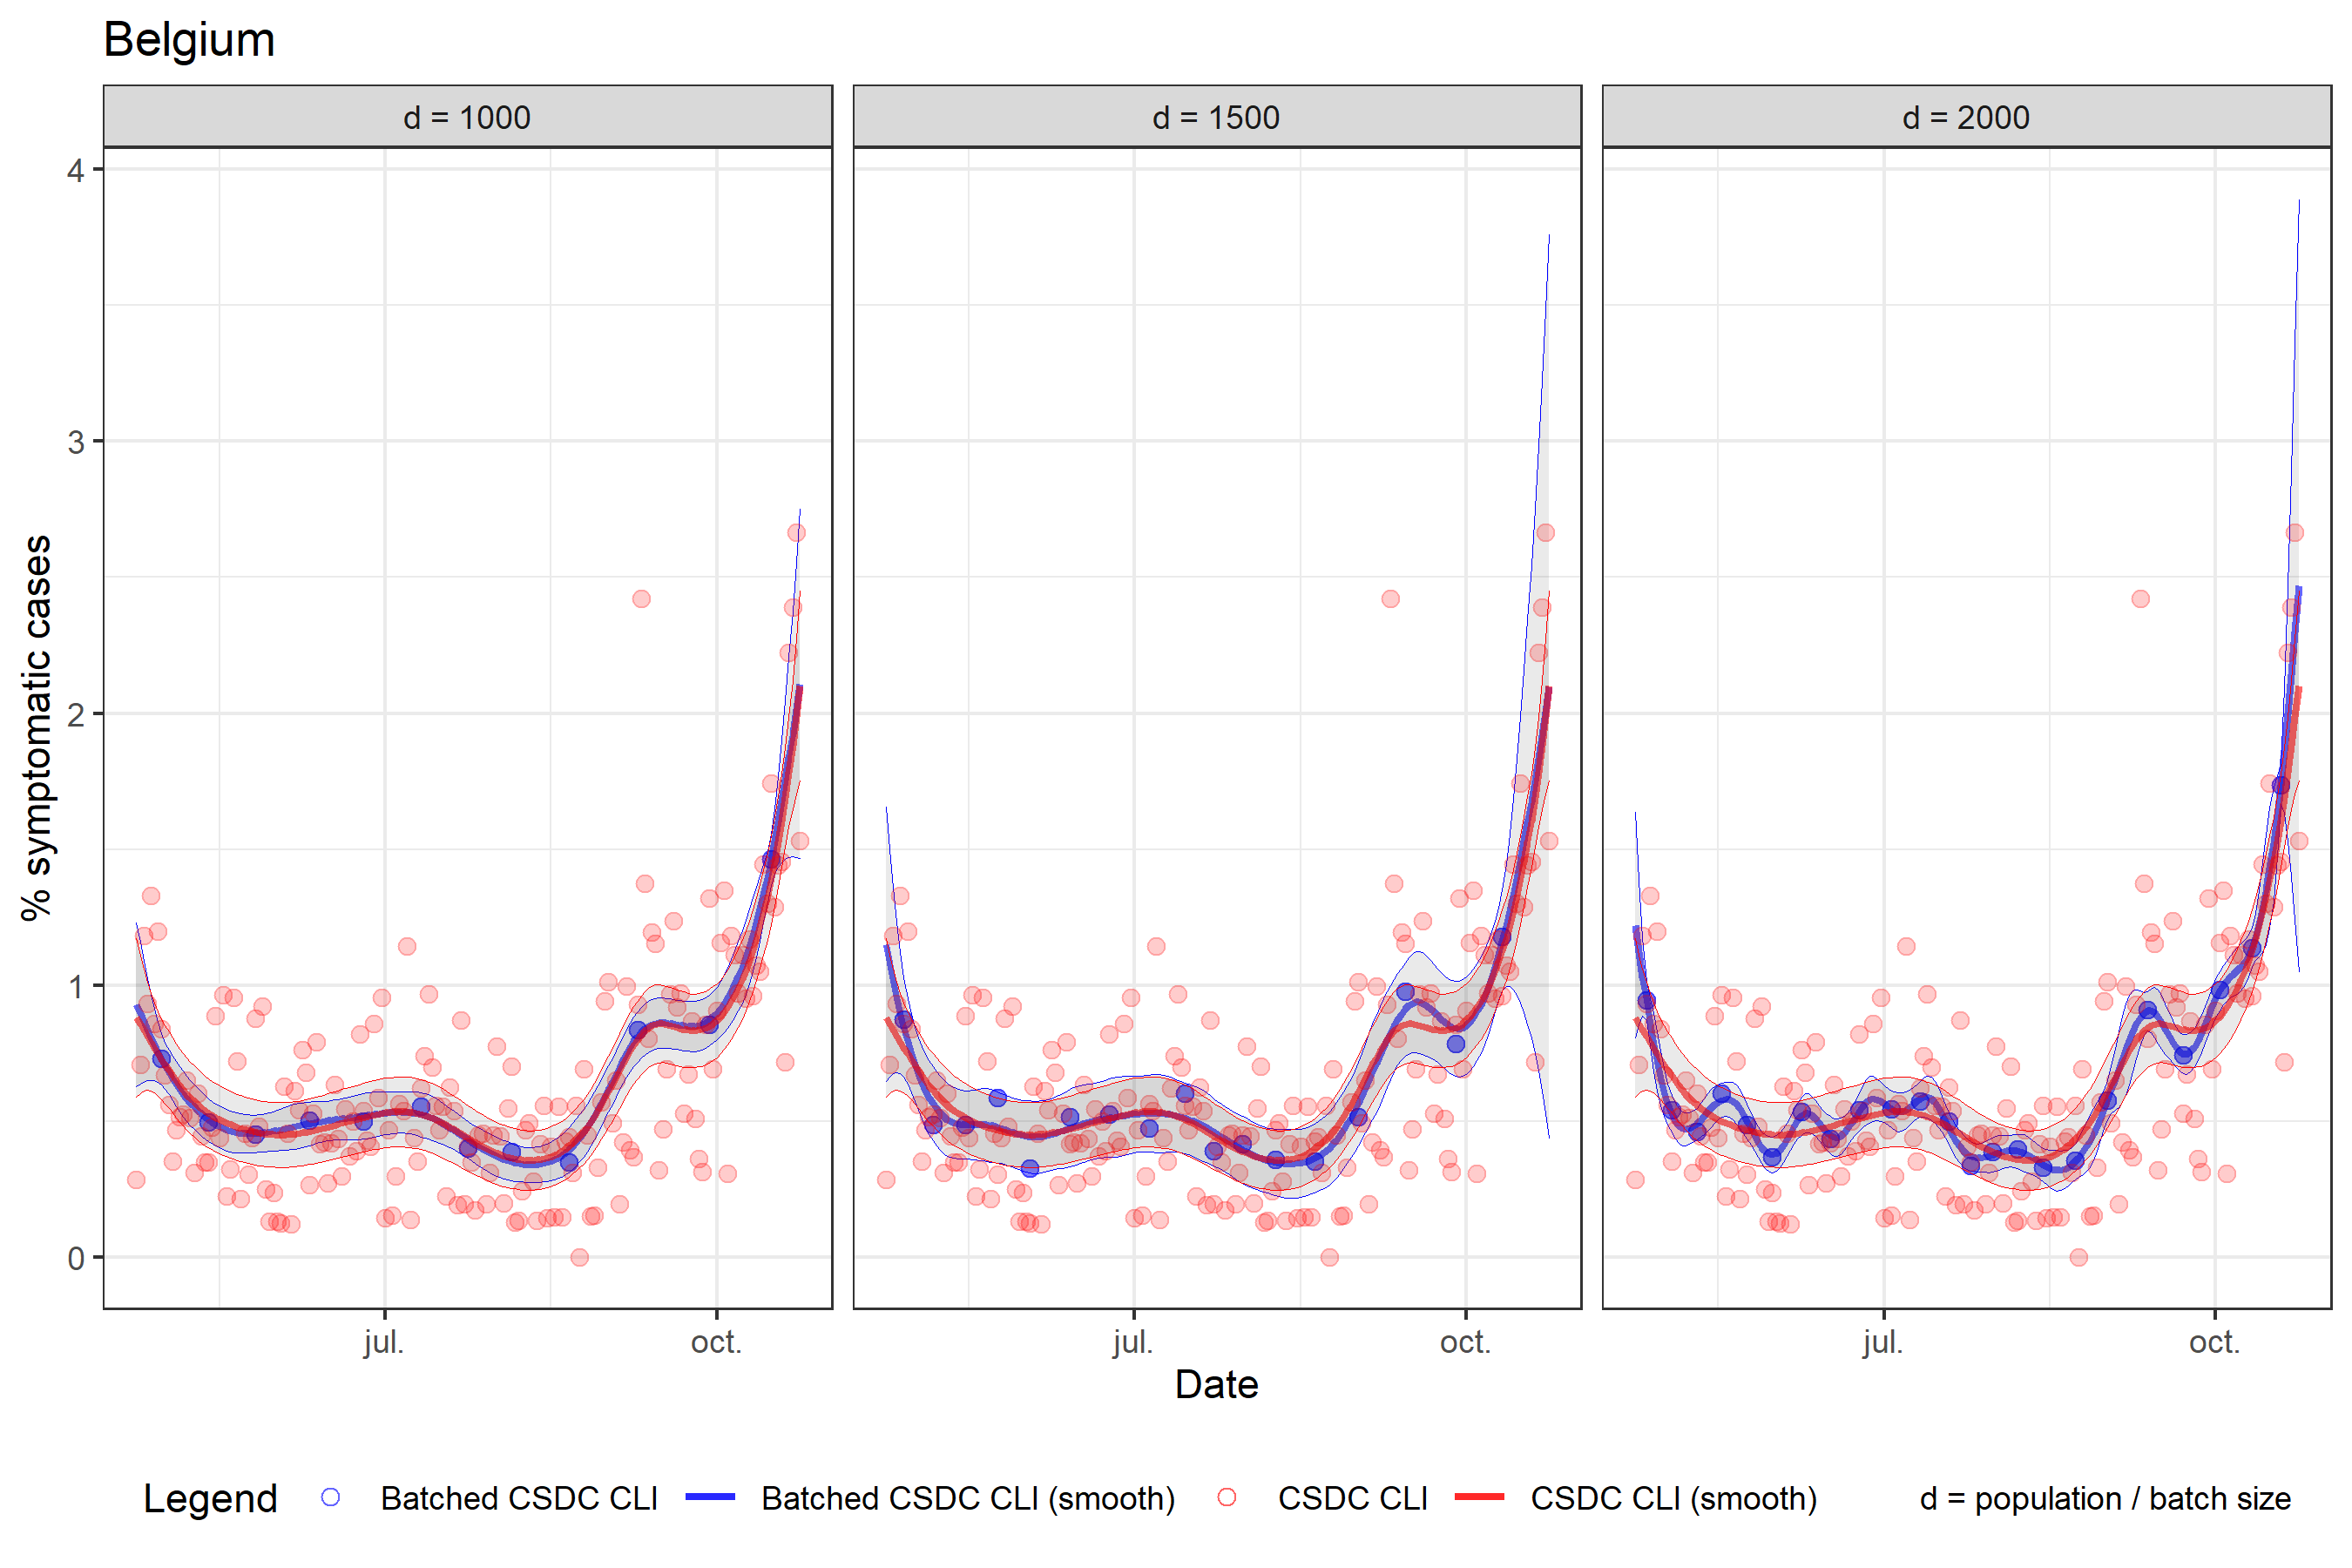 Belgium
d = 1000
d = 1500
d = 2000
% symptomatic cases
4
3
2
1
0
jul.
oct.
jul.
oct.
jul.
oct.
Date
Legend
Batched CSDC CLI
Batched CSDC CLI (smooth)
CSDC CLI
CSDC CLI (smooth)
d = population / batch size